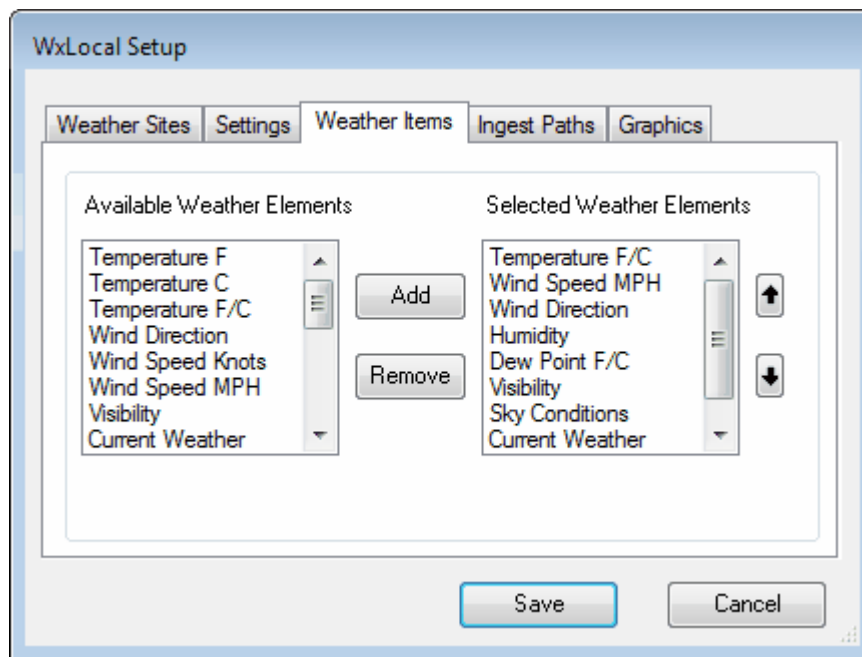 WxLocal Setup
Weather Sites
Settings
Weather Items
Ingest Paths
Graphics
Available Weather Elements
Temperature F
Temperature C
Temperature F/C
Wind Direction
Wind Speed Knots
Wind Speed MPH
Visibility
Current Weather
Add
Remove
Selected Weather Elements
Temperature F/C
Wind Speed MPH
Wind Direction
Humidity
Dew Point F/C
Visibility
Sky Conditions
Current Weather
Save
Cancel